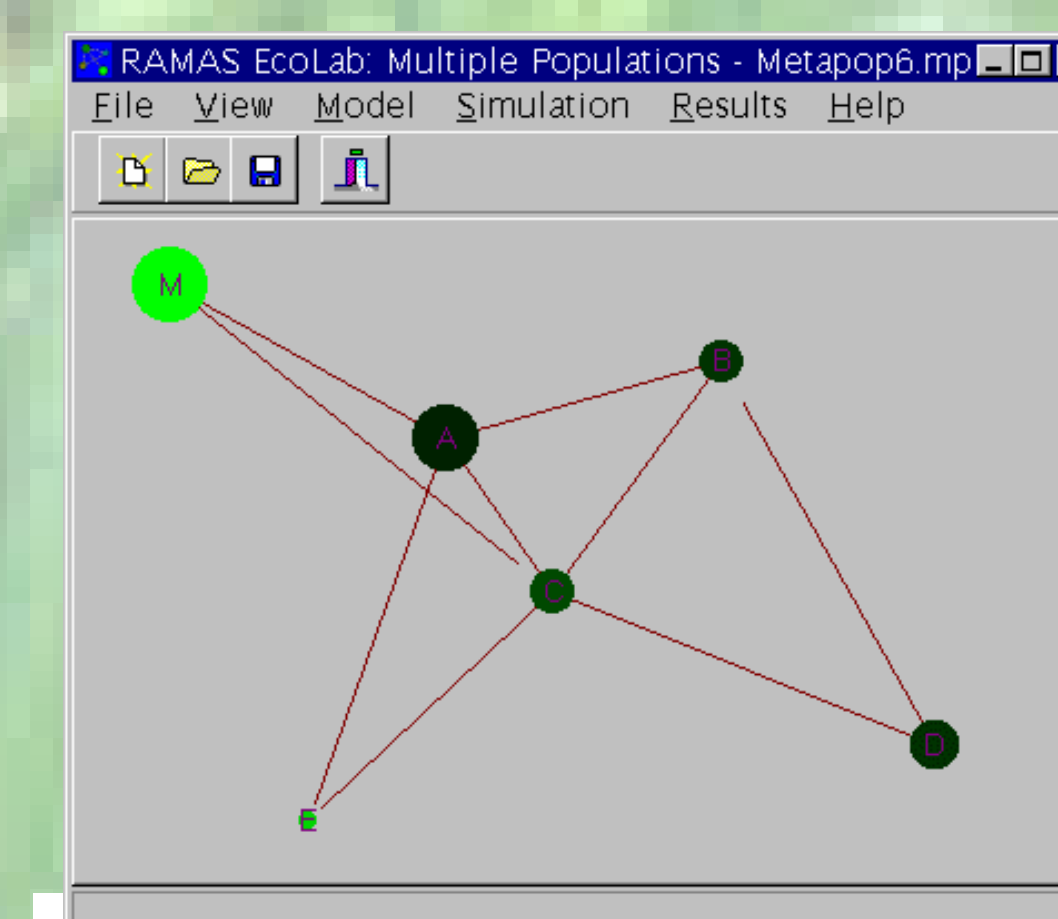 RAMAS EcoLab: Multiple Populations - Metapop6.mp
File View Model Simulation Results Help
M
B
A
C
D
E